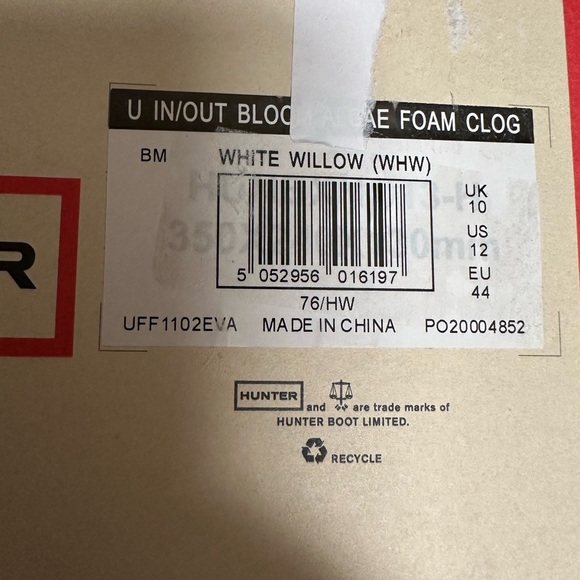 U IN/OUT BLOC AE FOAM CLOG
BM WHITE WILLOW (WHW)
UK
10
US
12
EU
44
5 052956 016197
76/HW
UFF1102EVA MADE IN CHINA PO20004852
R
HUNTER and are trade marks of
HUNTER BOOT LIMITED.
RECYCLE